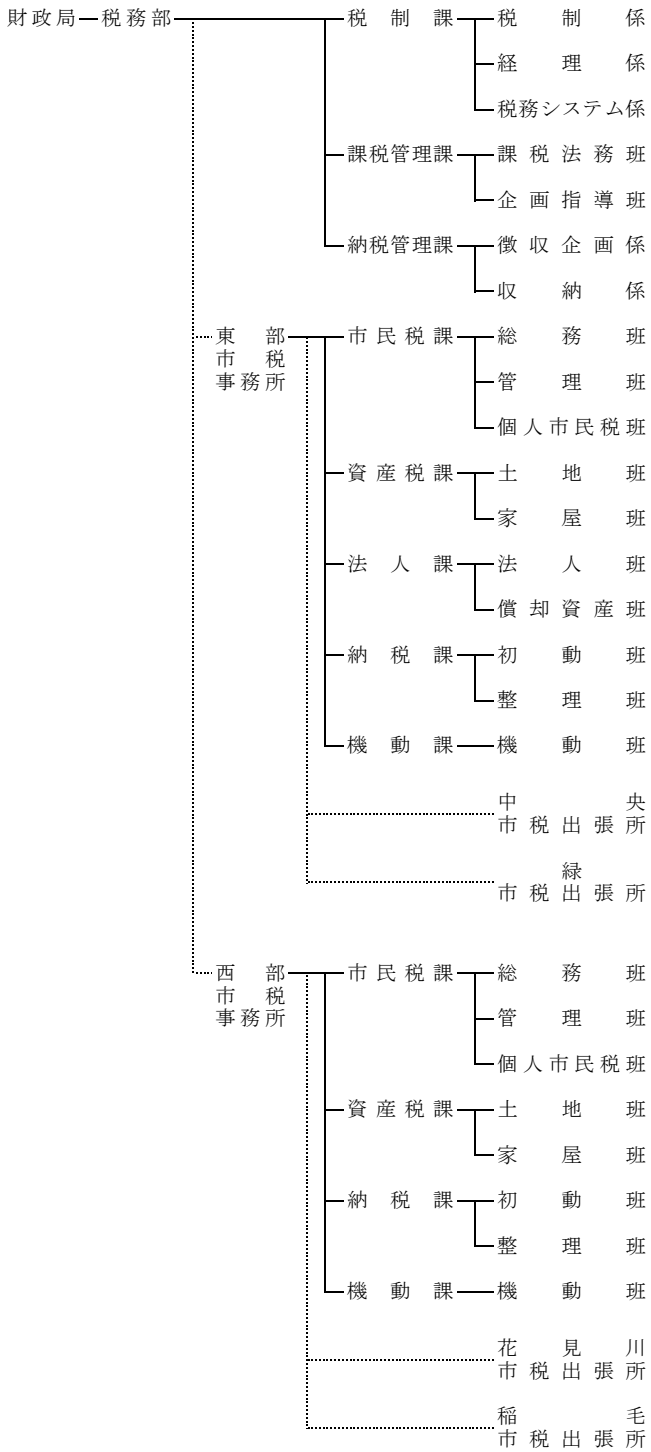 財政局 税務部 税制課 税制係
経理係
税務システム係
課税管理課 課税法務班
企画指導班
納税管理課 徴収企画係
収納係
東部 市民税課 総務班
市税
事務所 管理班
個人市民税班
資産税課 土地班
家屋班
法人課 法人班
償却資産班
納税課 初動班
整理班
機動課 機動班
中央
市税出張所
緑
市税出張所
西部 市民税課 総務班
市税
事務所 管理班
個人市民税班
資産税課 土地班
家屋班
納税課 初動班
整理班
機動課 機動班
花見川
市税出張所
稲毛
市税出張所